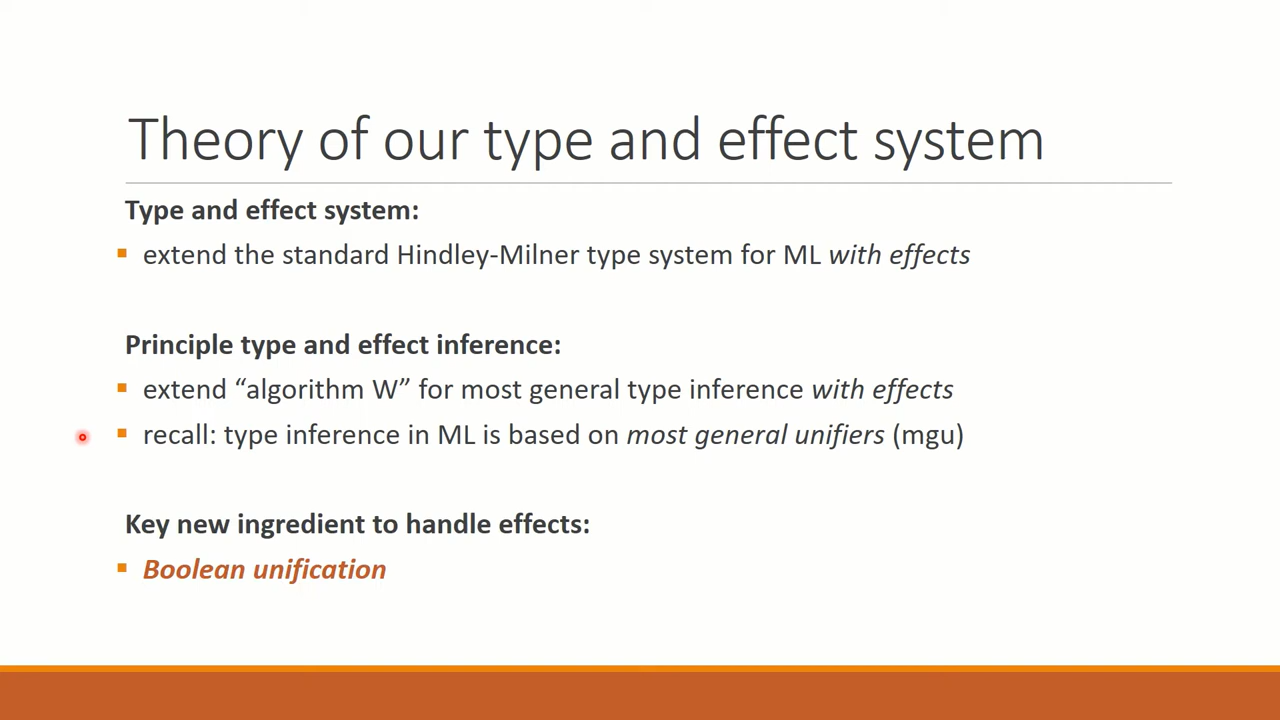 Theory of our type and effect system
Type and effect system:
▪ extend the standard Hindley-Milner type system for ML with effects
Principle type and effect inference:
▪ extend “algorithm W” for most general type inference with effects
▪ recall: type inference in ML is based on most general unifiers (mgu)
Key new ingredient to handle effects:
▪ Boolean unification